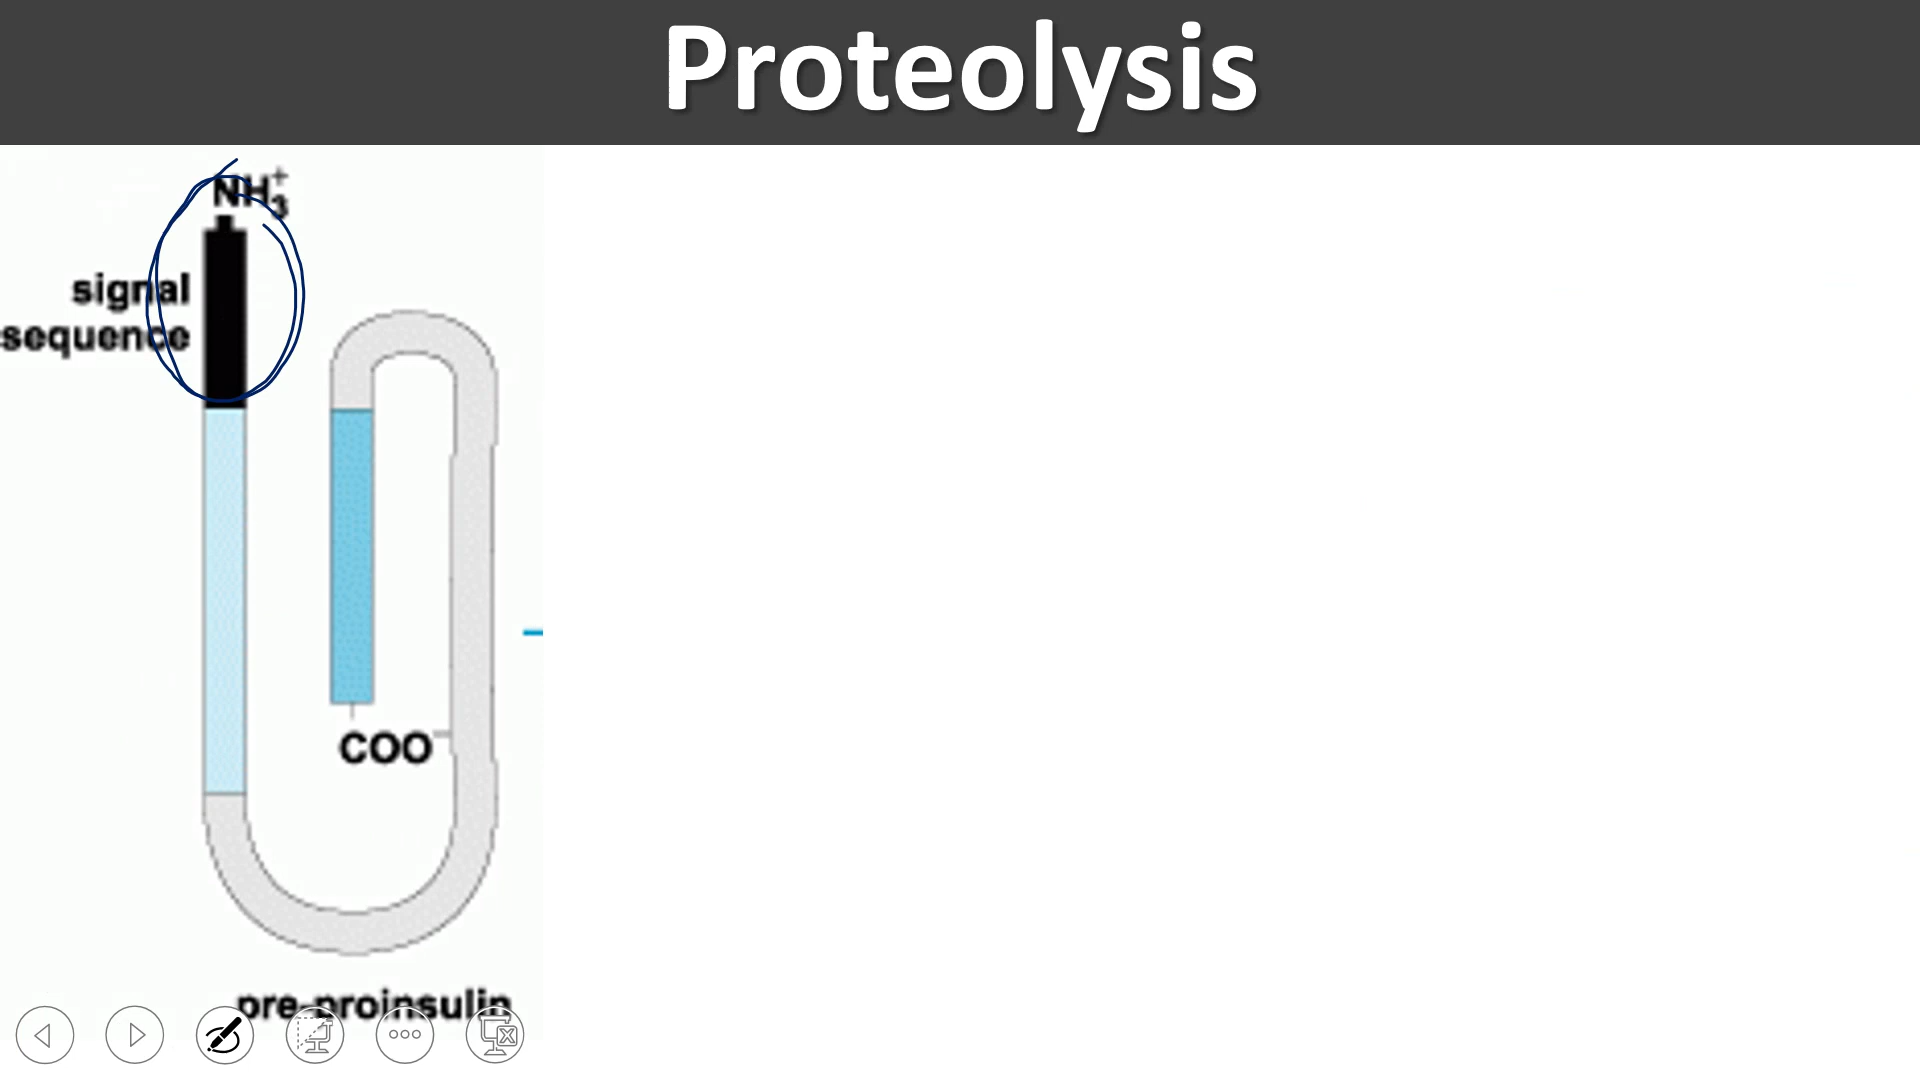 Proteolysis
NH3+
signal
sequence
COO−
pre-proinsulin